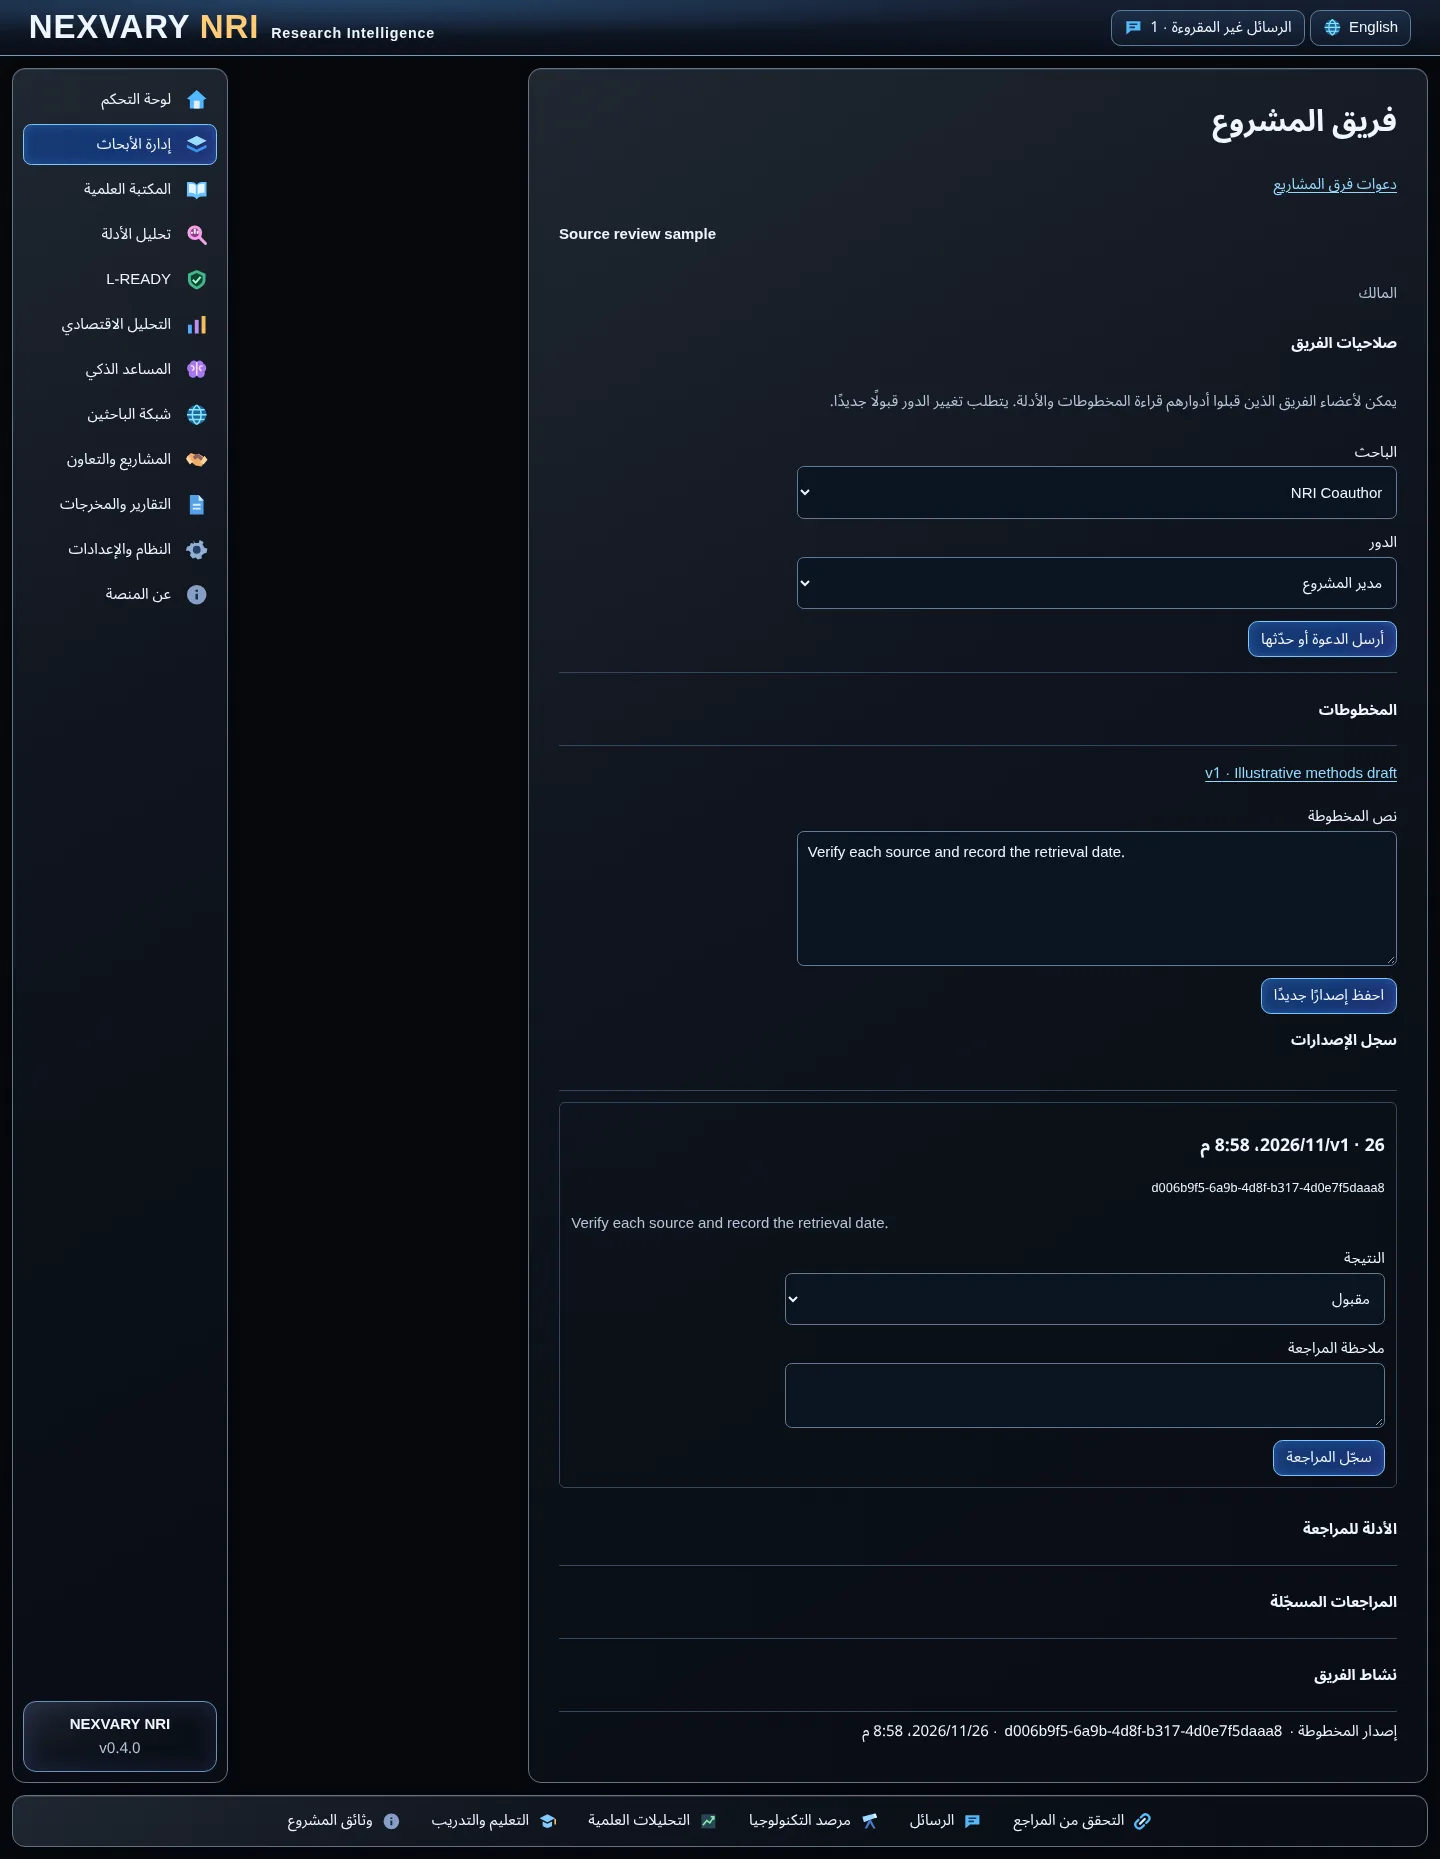 NEXVARY NRI Research Intelligence
الرسائل غير المقروءة · 1
English
لوحة التحكم
إدارة الأبحاث
المكتبة العلمية
تحليل الأدلة
L-READY
التحليل الاقتصادي
المساعد الذكي
شبكة الباحثين
المشاريع والتعاون
التقارير والمخرجات
النظام والإعدادات
عن المنصة
NEXVARY NRI
v0.4.0
فريق المشروع
دعوات فرق المشاريع
Source review sample
المالك
صلاحيات الفريق
يمكن لأعضاء الفريق الذين قبلوا أدوارهم قراءة المخطوطات والأدلة. يتطلب تغيير الدور قبولًا جديدًا.
الباحث
NRI Coauthor
الدور
مدير المشروع
أرسل الدعوة أو حدّثها
المخطوطات
v1 · Illustrative methods draft
نص المخطوطة
Verify each source and record the retrieval date.
احفظ إصدارًا جديدًا
سجل الإصدارات
v1 · 26/11/2026، 8:58 م
d006b9f5-6a9b-4d8f-b317-4d0e7f5daaa8
Verify each source and record the retrieval date.
النتيجة
مقبول
ملاحظة المراجعة
سجّل المراجعة
الأدلة للمراجعة
المراجعات المسجّلة
نشاط الفريق
إصدار المخطوطة · d006b9f5-6a9b-4d8f-b317-4d0e7f5daaa8 · 26/11/2026، 8:58 م
التحقق من المراجع
الرسائل
مرصد التكنولوجيا
التحليلات العلمية
التعليم والتدريب
وثائق المشروع